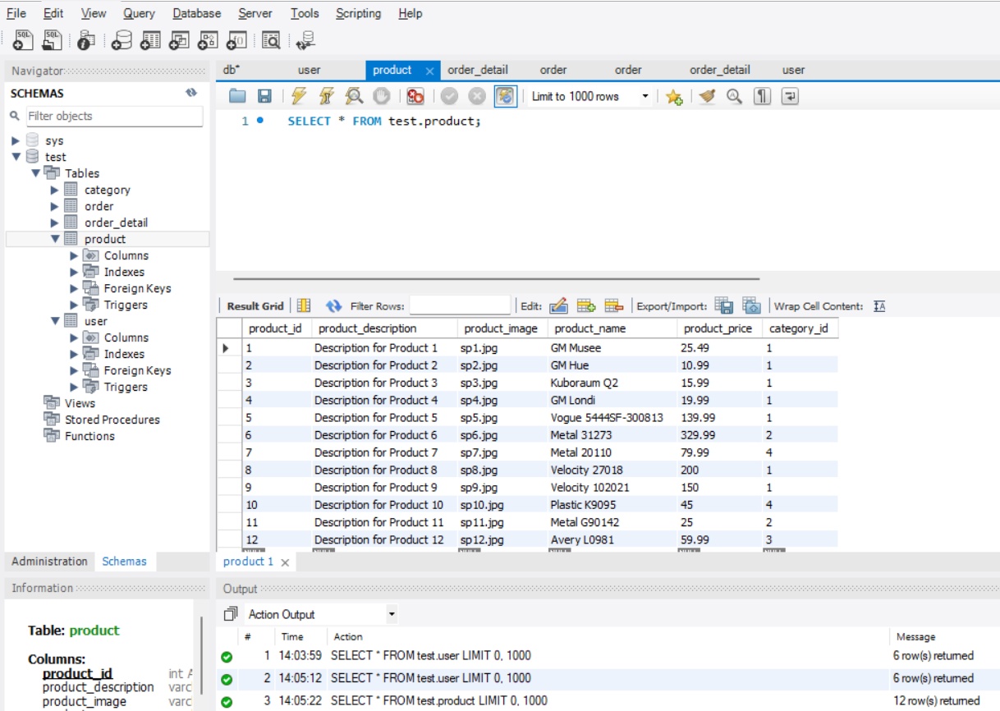 File Edit View Query Database Server Tools Scripting Help
SQL SQL
Navigator
db* user product × order_detail order order order_detail user
SCHEMAS
Filter objects
Limit to 1000 rows
1 SELECT * FROM test.product;
sys
test
Tables
category
order
order_detail
product
Columns
Indexes
Foreign Keys
Triggers
user
Columns
Indexes
Foreign Keys
Triggers
Views
Stored Procedures
Functions
Result Grid Filter Rows: Edit: Export/Import: Wrap Cell Content: IA
product_id product_description product_image product_name product_price category_id
1 Description for Product 1 sp1.jpg GM Musee 25.49 1
2 Description for Product 2 sp2.jpg GM Hue 10.99 1
3 Description for Product 3 sp3.jpg Kuboraum Q2 15.99 1
4 Description for Product 4 sp4.jpg GM Londi 19.99 1
5 Description for Product 5 sp5.jpg Vogue 5444SF-300813 139.99 1
6 Description for Product 6 sp6.jpg Metal 31273 329.99 2
7 Description for Product 7 sp7.jpg Metal 20110 79.99 4
8 Description for Product 8 sp8.jpg Velocity 27018 200 1
9 Description for Product 9 sp9.jpg Velocity 102021 150 1
10 Description for Product 10 sp10.jpg Plastic K9095 45 4
11 Description for Product 11 sp11.jpg Metal G90142 25 2
12 Description for Product 12 sp12.jpg Avery L0981 59.99 3
Administration Schemas
product 1 ×
Information
Output
Action Output
Table: product
Columns:
product_id int A
product_description varc
product_image varc
# Time Action Message
1 14:03:59 SELECT * FROM test.user LIMIT 0, 1000 6 row(s) returned
2 14:05:12 SELECT * FROM test.user LIMIT 0, 1000 6 row(s) returned
3 14:05:22 SELECT * FROM test.product LIMIT 0, 1000 12 row(s) returned